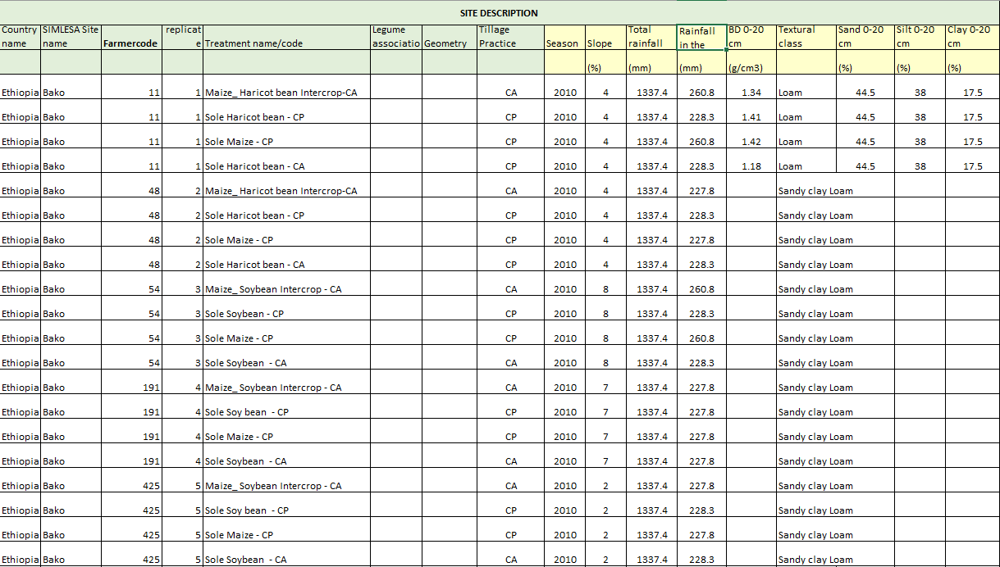 SITE DESCRIPTION
Country name SIMLESA Site name Farmercode replicat e Treatment name/code Legume associatio Geometry Tillage Practice Season Slope Total rainfall Rainfall in the BD 0-20 cm Textural class Sand 0-20 cm Silt 0-20 cm Clay 0-20 cm
(%) (mm) (mm) (g/cm3) (%) (%) (%)
Ethiopia Bako 11 1 Maize_ Haricot bean Intercrop-CA CA 2010 4 1337.4 260.8 1.34 Loam 44.5 38 17.5
Ethiopia Bako 11 1 Sole Haricot bean - CP CP 2010 4 1337.4 228.3 1.41 Loam 44.5 38 17.5
Ethiopia Bako 11 1 Sole Maize - CP CP 2010 4 1337.4 260.8 1.42 Loam 44.5 38 17.5
Ethiopia Bako 11 1 Sole Haricot bean - CA CP 2010 4 1337.4 228.3 1.18 Loam 44.5 38 17.5
Ethiopia Bako 48 2 Maize_ Haricot bean Intercrop-CA CA 2010 4 1337.4 227.8 Sandy clay Loam
Ethiopia Bako 48 2 Sole Haricot bean - CP CP 2010 4 1337.4 228.3 Sandy clay Loam
Ethiopia Bako 48 2 Sole Maize - CP CP 2010 4 1337.4 227.8 Sandy clay Loam
Ethiopia Bako 48 2 Sole Haricot bean - CA CP 2010 4 1337.4 228.3 Sandy clay Loam
Ethiopia Bako 54 3 Maize_ Soybean Intercrop - CA CA 2010 8 1337.4 260.8 Sandy clay Loam
Ethiopia Bako 54 3 Sole Soybean - CP CP 2010 8 1337.4 228.3 Sandy clay Loam
Ethiopia Bako 54 3 Sole Maize - CP CP 2010 8 1337.4 260.8 Sandy clay Loam
Ethiopia Bako 54 3 Sole Soybean - CA CA 2010 8 1337.4 228.3 Sandy clay Loam
Ethiopia Bako 191 4 Maize_ Soybean Intercrop - CA CA 2010 7 1337.4 227.8 Sandy clay Loam
Ethiopia Bako 191 4 Sole Soy bean - CP CP 2010 7 1337.4 227.8 Sandy clay Loam
Ethiopia Bako 191 4 Sole Maize - CP CP 2010 7 1337.4 227.8 Sandy clay Loam
Ethiopia Bako 191 4 Sole Soybean - CA CA 2010 7 1337.4 227.8 Sandy clay Loam
Ethiopia Bako 425 5 Maize_ Soybean Intercrop - CA CA 2010 2 1337.4 227.8 Sandy clay Loam
Ethiopia Bako 425 5 Sole Soy bean - CP CP 2010 2 1337.4 228.3 Sandy clay Loam
Ethiopia Bako 425 5 Sole Maize - CP CP 2010 2 1337.4 227.8 Sandy clay Loam
Ethiopia Bako 425 5 Sole Soybean - CA CA 2010 2 1337.4 228.3 Sandy clay Loam